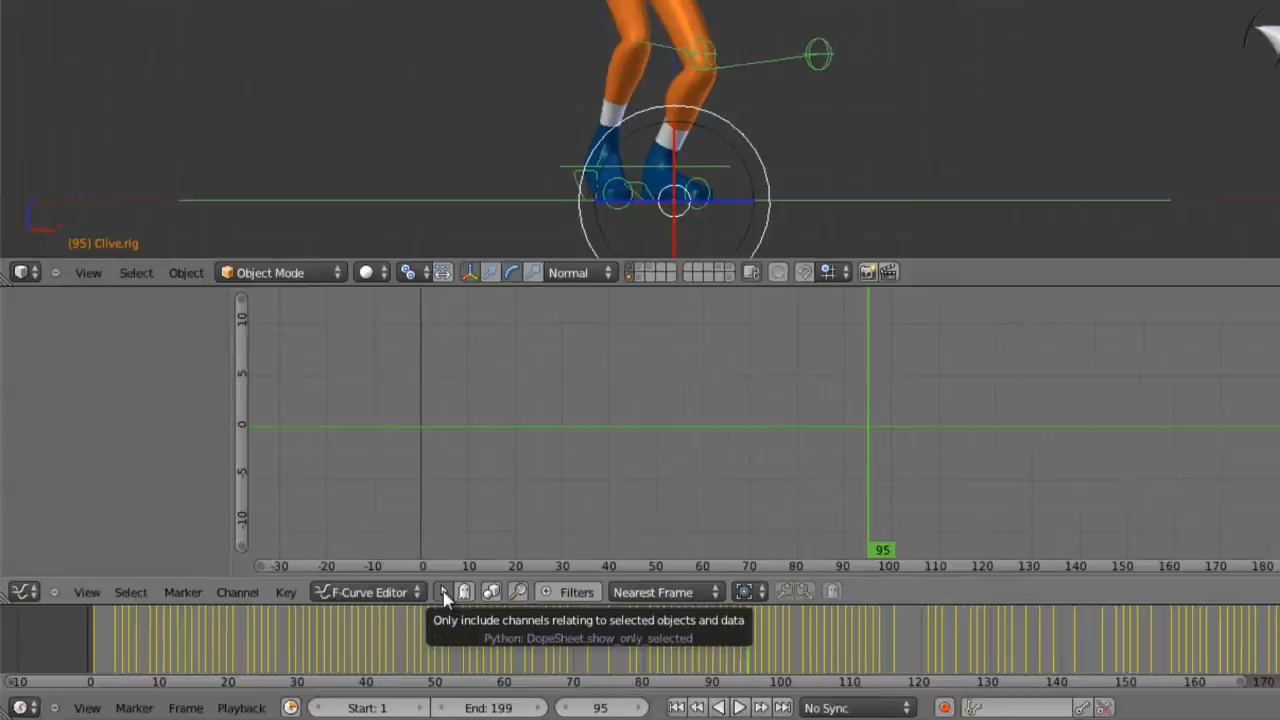 (95) Clive.rig
View Select Object Object Mode Normal
10
5
0
-5
-10
95
-30 -20 -10 0 10 20 30 40 50 60 70 80 90 100 110 120 130 140 150 160 170 180
View Select Marker Channel Key F-Curve Editor Filters Nearest Frame
Only include channels relating to selected objects and data
Python: DopeSheet.show_only_selected
-10 0 10 20 30 40 50 60 70 80 90 100 110 120 130 140 150 160 170
View Marker Frame Playback Start: 1 End: 199 95 No Sync